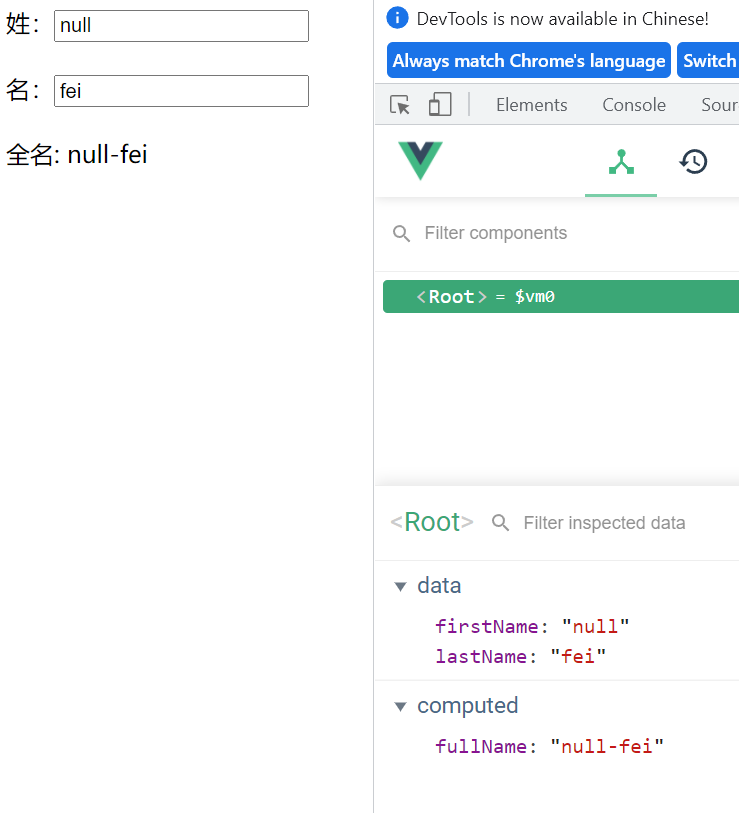 姓： null
名： fei
全名: null-fei
DevTools is now available in Chinese!
Always match Chrome's language Switch
Elements Console Sour
Filter components
<Root> = $vm0
<Root> Filter inspected data
data
firstName: "null"
lastName: "fei"
computed
fullName: "null-fei"